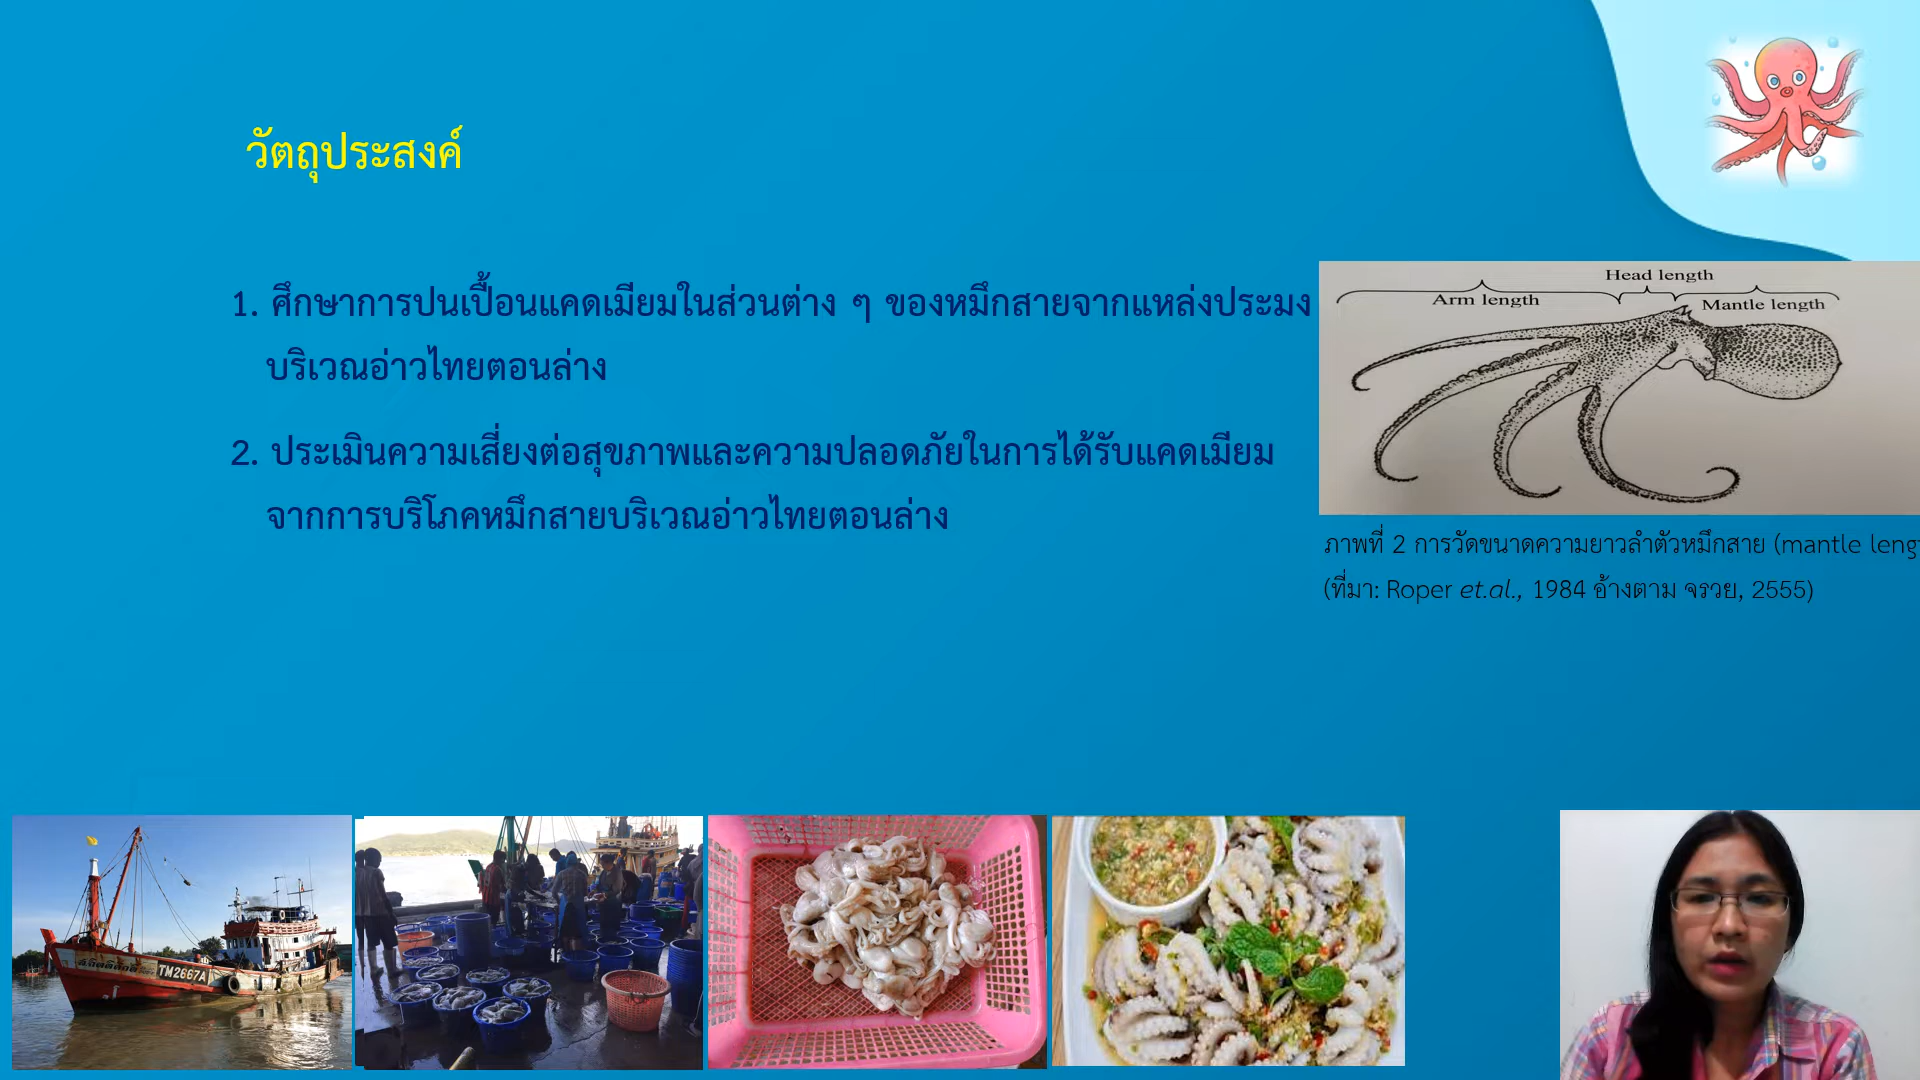 วัตถุประสงค์
1. ศึกษาการปนเปื้อนแคดเมียมในส่วนต่าง ๆ ของหมึกสายจากแหล่งประมง
บริเวณอ่าวไทยตอนล่าง
2. ประเมินความเสี่ยงต่อสุขภาพและความปลอดภัยในการได้รับแคดเมียม
จากการบริโภคหมึกสายบริเวณอ่าวไทยตอนล่าง
Head length
Arm length
Mantle length
ภาพที่ 2 การวัดขนาดความยาวลำตัวหมึกสาย (mantle leng
(ที่มา: Roper et.al., 1984 อ้างตาม จรวย, 2555)
TM2667A